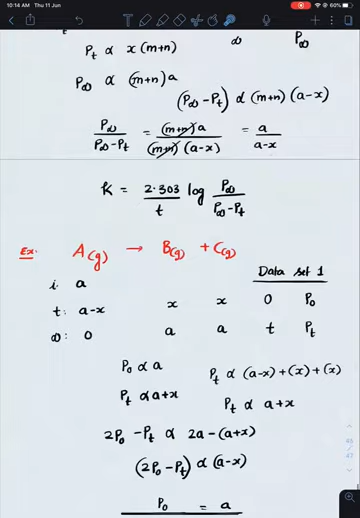 10:14 AM Thu 11 Jun
60%
t
Pt ∝ x(m+n)
∞ P∞
P∞ ∝ (m+n)a
(P∞ - Pt) ∝ (m+n)(a-x)
P∞/(P∞ - Pt) = (m+n)a/((m+n)(a-x)) = a/(a-x)
K = 2.303/t log P∞/(P∞ - Pt)
Ex. A(g) → B(g) + C(g)
Data set 1
i: a
0 P₀
t: a-x x x
t Pt
∞: 0 a a
P₀ ∝ a
Pt ∝ (a-x)+(x)+(x)
Pt ∝ a+x
Pt ∝ a+x
2P₀ - Pt ∝ 2a - (a+x)
(2P₀ - Pt) ∝ (a-x)
P₀ = a